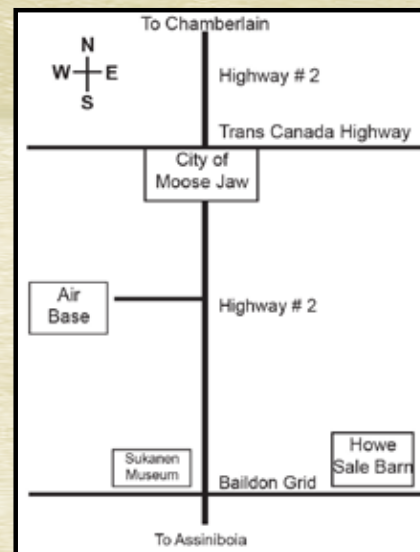 To Chamberlain
N
W E
S
Highway # 2
Trans Canada Highway
City of
Moose Jaw
Air
Base
Highway # 2
Sukanen
Museum
Howe
Sale Barn
Baildon Grid
To Assiniboia